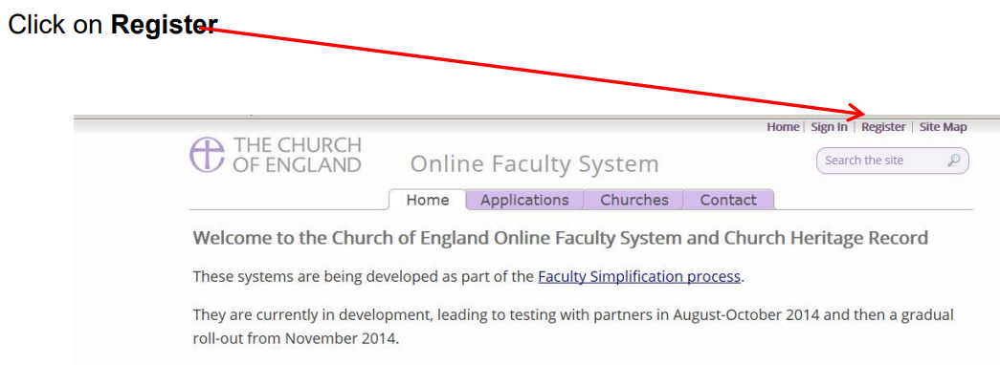 Click on Register
Home | Sign In | Register | Site Map
THE CHURCH
OF ENGLAND
Online Faculty System
Search the site
Home Applications Churches Contact
Welcome to the Church of England Online Faculty System and Church Heritage Record
These systems are being developed as part of the Faculty Simplification process.
They are currently in development, leading to testing with partners in August-October 2014 and then a gradual
roll-out from November 2014.